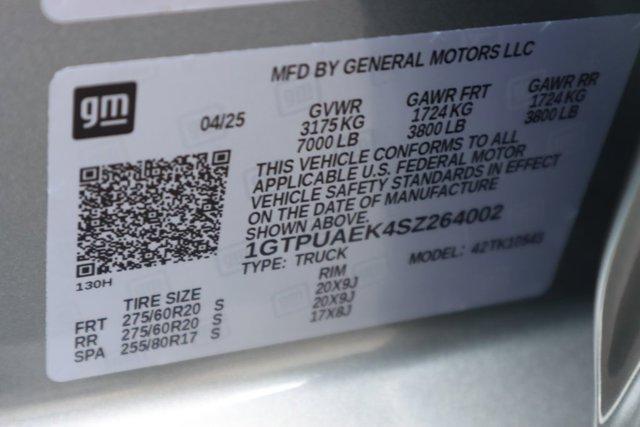 MFD BY GENERAL MOTORS LLC
gm
04/25
GVWR
3175 KG
7000 LB
GAWR FRT
1724 KG
3800 LB
GAWR RR
1724 KG
3800 LB
THIS VEHICLE CONFORMS TO ALL
APPLICABLE U.S. FEDERAL MOTOR
VEHICLE SAFETY STANDARDS IN EFFECT
ON THE DATE OF MANUFACTURE
SHOWN ABOVE.
1GTPUAEK4SZ264002
TYPE: TRUCK
MODEL:
130H
TIRE SIZE
RIM
FRT 275/60R20 S 20X9J
RR 275/60R20 S 20X9J
SPA 255/80R17 S 17X8J